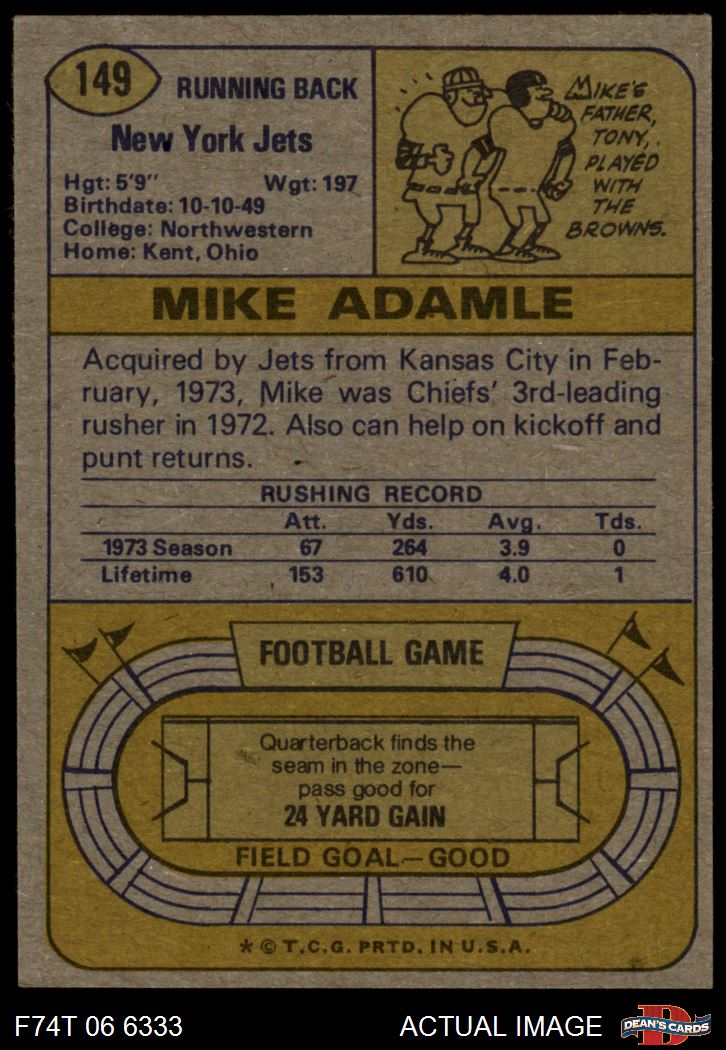 149
RUNNING BACK
New York Jets
Hgt: 5'9" Wgt: 197
Birthdate: 10-10-49
College: Northwestern
Home: Kent, Ohio
MIKE'S
FATHER,
TONY,
PLAYED
WITH
THE
BROWNS.
MIKE ADAMLE
Acquired by Jets from Kansas City in Feb-
ruary, 1973, Mike was Chiefs' 3rd-leading
rusher in 1972. Also can help on kickoff and
punt returns.
RUSHING RECORD
Att. Yds. Avg. Tds.
1973 Season 67 264 3.9 0
Lifetime 153 610 4.0 1
FOOTBALL GAME
Quarterback finds the
seam in the zone—
pass good for
24 YARD GAIN
FIELD GOAL—GOOD
* © T.C.G. PRTD. IN U.S.A.
F74T 06 6333 ACTUAL IMAGE
D
DEAN'S CARDS